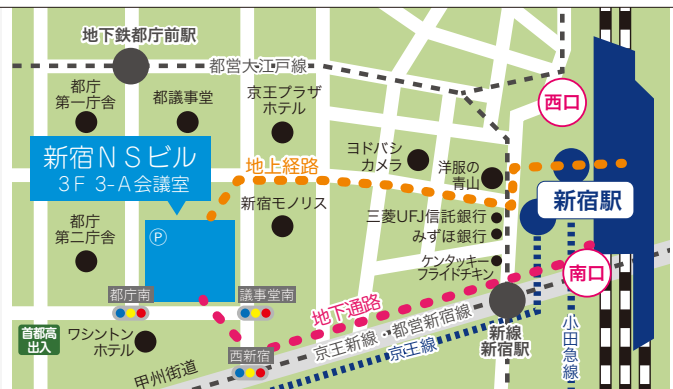 地下鉄都庁前駅
都営大江戸線
都庁
第一庁舎
都議事堂
京王プラザ
ホテル
西口
新宿NSビル
3F 3-A会議室
地上経路
ヨドバシ
カメラ
洋服の
青山
新宿駅
都庁
第二庁舎
P
新宿モノリス
三菱UFJ信託銀行
みずほ銀行
ケンタッキー
フライドチキン
南口
都庁南
議事堂南
地下通路
首都高
出入
ワシントン
ホテル
西新宿
京王新線・都営新宿線
京王線
新線
新宿駅
小田急線
甲州街道